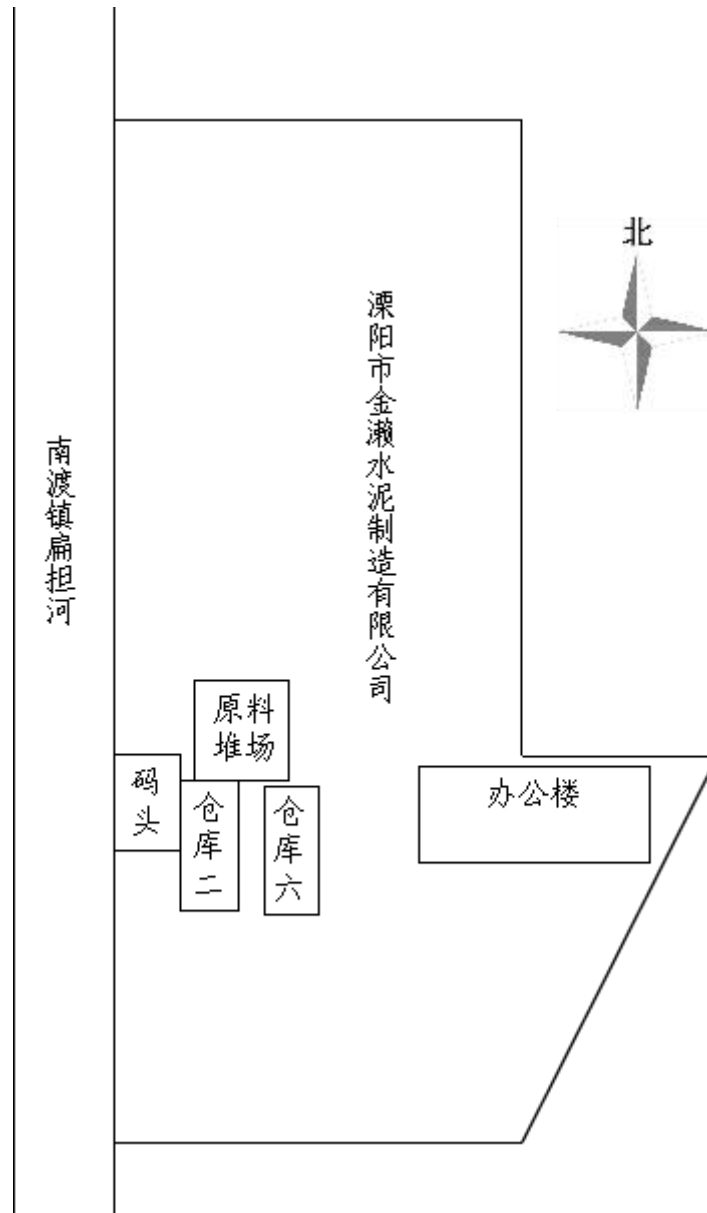 北
溧阳市金濑水泥制造有限公司
南渡镇扁担河
原料
堆场
码头
仓库二
仓库六
办公楼